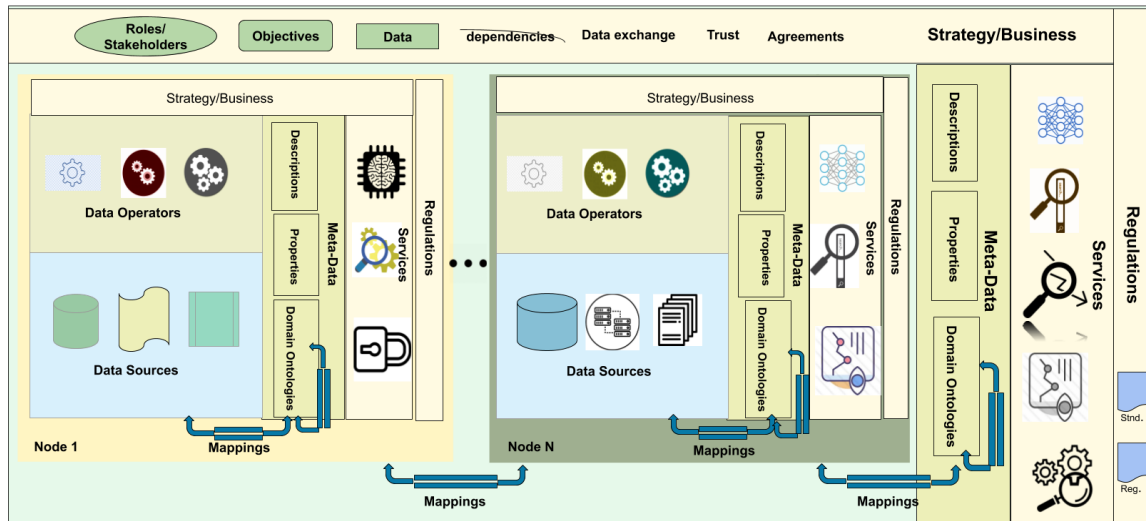 Roles/
Stakeholders
Objectives
Data
dependencies
Data exchange
Trust
Agreements
Strategy/Business
Strategy/Business
Data Operators
Data Sources
Descriptions
Properties
Domain Ontologies
Meta-Data
Services
Regulations
Mappings
Node 1
Strategy/Business
Data Operators
Data Sources
Descriptions
Properties
Domain Ontologies
Meta-Data
Services
Regulations
Mappings
Node N
Mappings
Mappings
Descriptions
Properties
Domain Ontologies
Meta-Data
Services
Regulations
Stnd.
Reg.